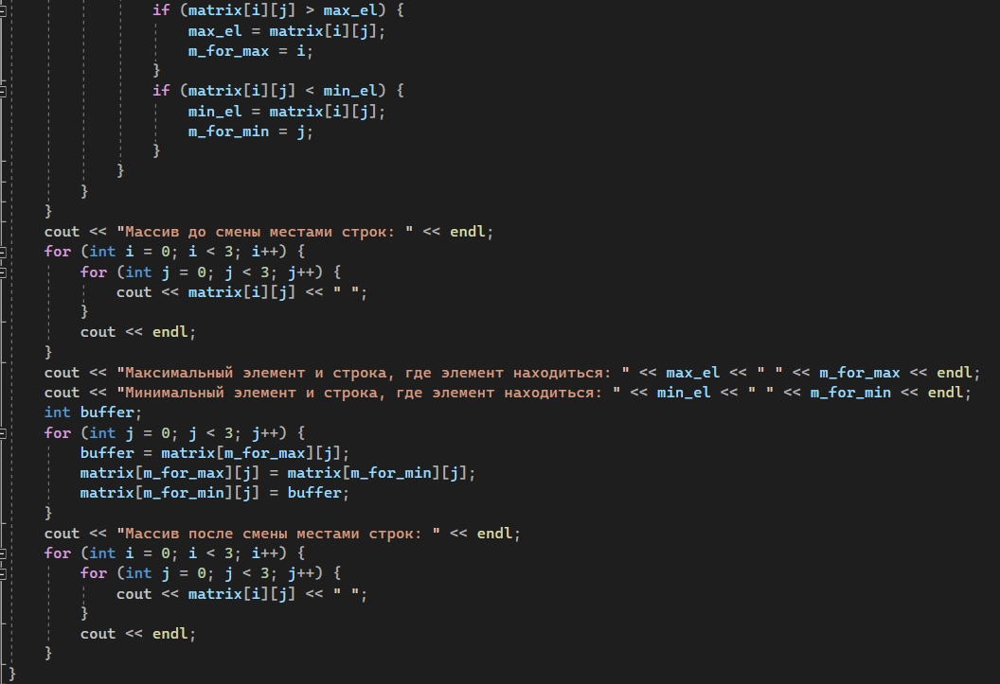 if (matrix[i][j] > max_el) {
max_el = matrix[i][j];
m_for_max = i;
}
if (matrix[i][j] < min_el) {
min_el = matrix[i][j];
m_for_min = j;
}
}
}
}
cout << "Массив до смены местами строк: " << endl;
for (int i = 0; i < 3; i++) {
for (int j = 0; j < 3; j++) {
cout << matrix[i][j] << " ";
}
cout << endl;
}
cout << "Максимальный элемент и строка, где элемент находиться: " << max_el << " " << m_for_max << endl;
cout << "Минимальный элемент и строка, где элемент находиться: " << min_el << " " << m_for_min << endl;
int buffer;
for (int j = 0; j < 3; j++) {
buffer = matrix[m_for_max][j];
matrix[m_for_max][j] = matrix[m_for_min][j];
matrix[m_for_min][j] = buffer;
}
cout << "Массив после смены местами строк: " << endl;
for (int i = 0; i < 3; i++) {
for (int j = 0; j < 3; j++) {
cout << matrix[i][j] << " ";
}
cout << endl;
}
}